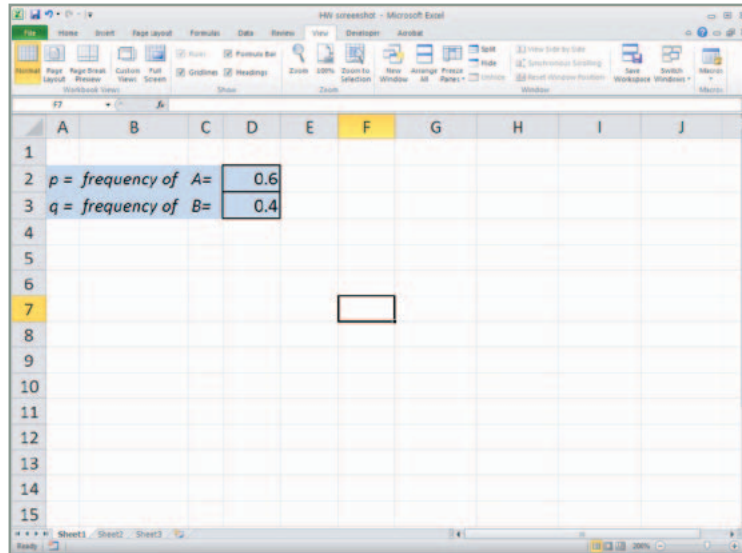 HW screenshot - Microsoft Excel
File Home Insert Page Layout Formulas Data Review View Developer Acrobat
Normal Page Layout Page Break Preview Custom Views Full Screen Ruler Formula Bar Gridlines Headings Zoom 100% Zoom to Selection New Window Arrange All Freeze Panes Split Hide Unhide View Side by Side Synchronous Scrolling Reset Window Position Save Workspace Switch Windows Macros
Workbook Views Show Zoom Window Macros
F7 fx
A B C D E F G H I J
1
2 p = frequency of A= 0.6
3 q = frequency of B= 0.4
4
5
6
7
8
9
10
11
12
13
14
15
Sheet1 Sheet2 Sheet3
Ready 200%